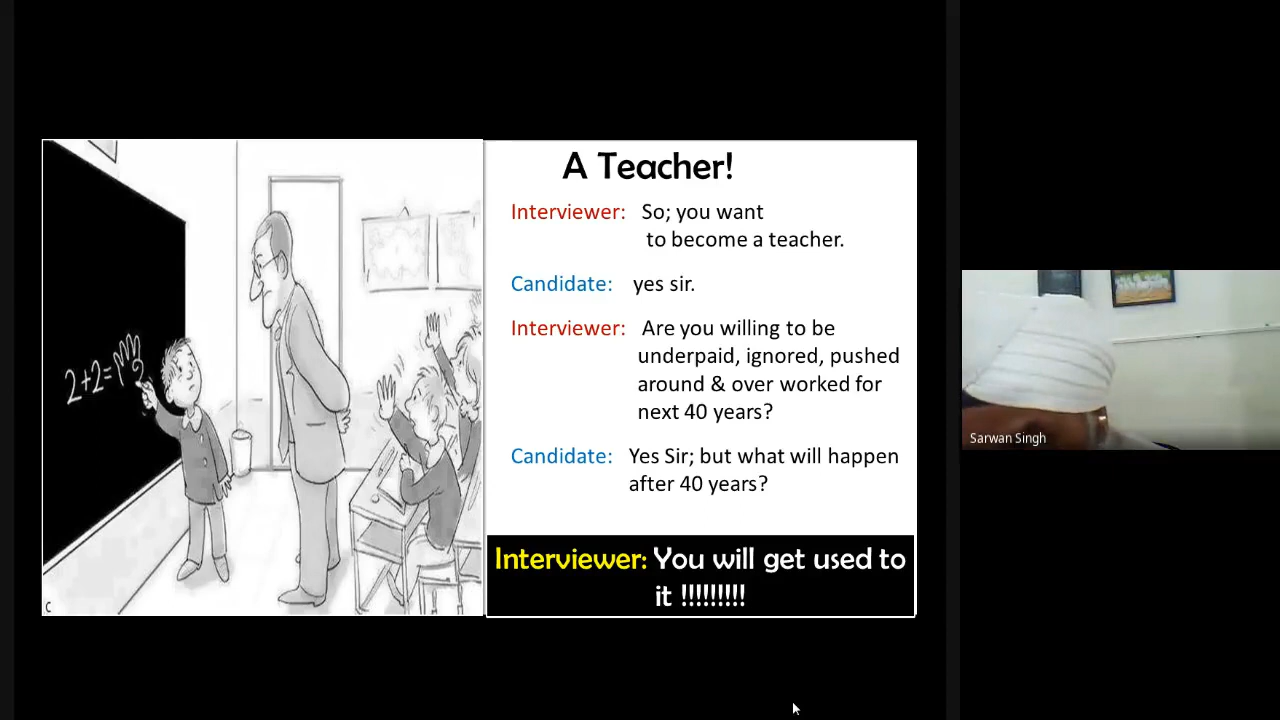 2+2=
C
A Teacher!
Interviewer: So; you want
to become a teacher.
Candidate: yes sir.
Interviewer: Are you willing to be
underpaid, ignored, pushed
around & over worked for
next 40 years?
Candidate: Yes Sir; but what will happen
after 40 years?
Interviewer: You will get used to
it !!!!!!!!!
Sarwan Singh